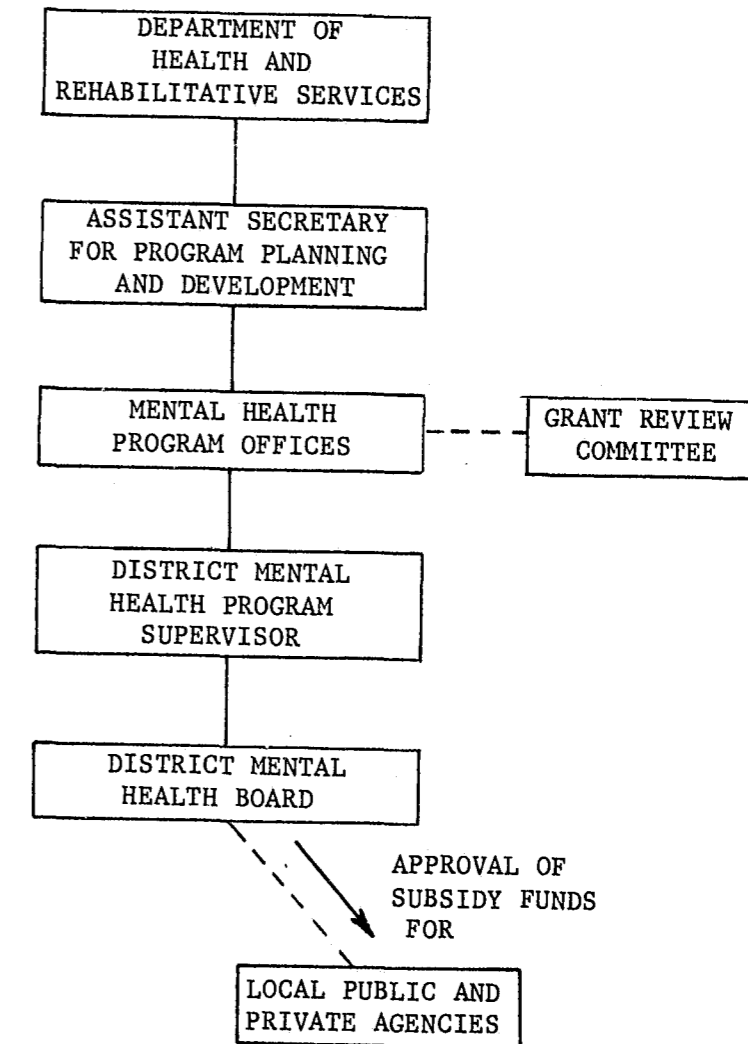 DEPARTMENT OF
HEALTH AND
REHABILITATIVE SERVICES
ASSISTANT SECRETARY
FOR PROGRAM PLANNING
AND DEVELOPMENT
MENTAL HEALTH
PROGRAM OFFICES
GRANT REVIEW
COMMITTEE
DISTRICT MENTAL
HEALTH PROGRAM
SUPERVISOR
DISTRICT MENTAL
HEALTH BOARD
APPROVAL OF
SUBSIDY FUNDS
FOR
LOCAL PUBLIC AND
PRIVATE AGENCIES